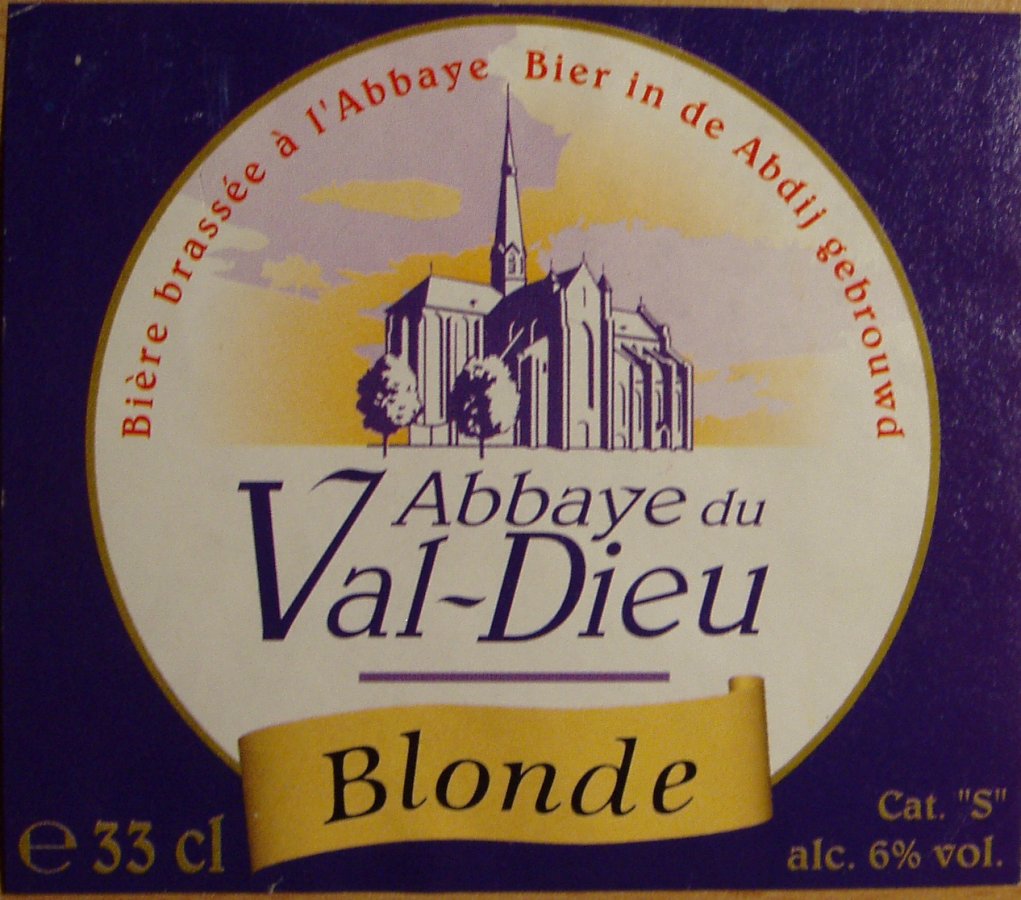 Bière brassée à l'Abbaye Bier in de Abdij gebrouwd
Abbaye du
Val-Dieu
Blonde
e 33 cl
Cat. "S"
alc. 6% vol.